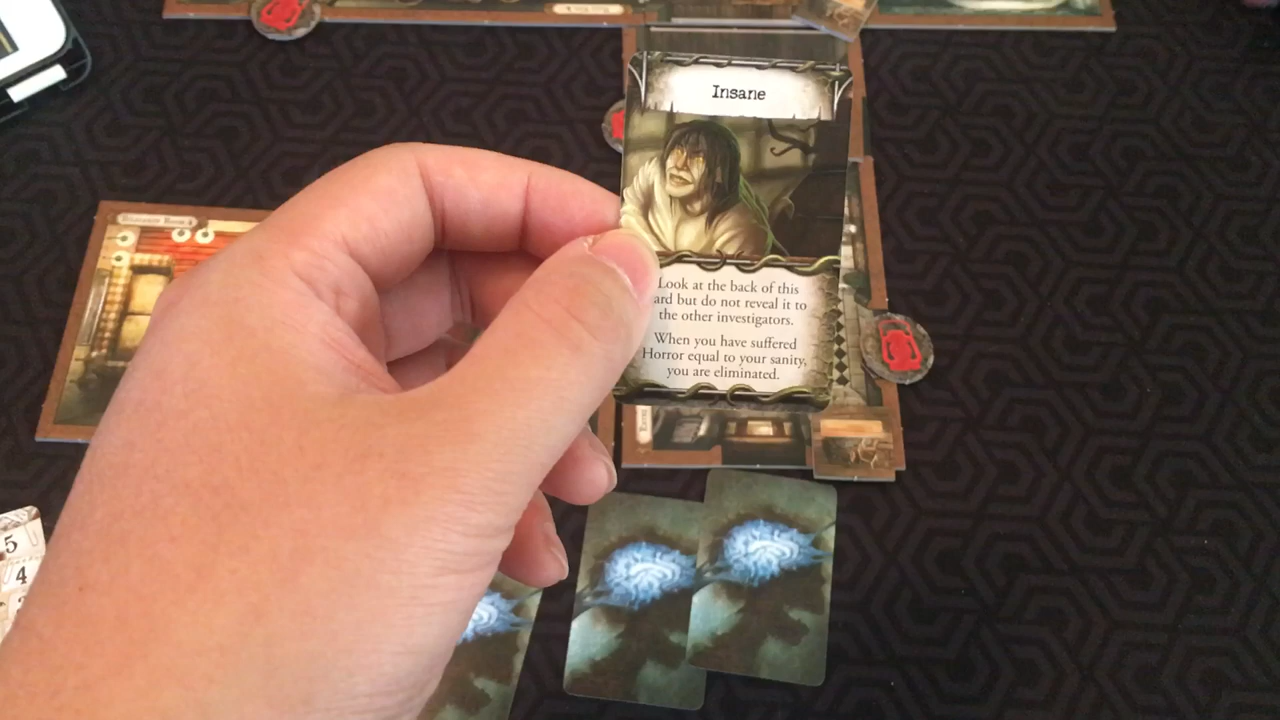 Insane
Look at the back of this
ard but do not reveal it to
the other investigators.
When you have suffered
Horror equal to your sanity,
you are eliminated.
5
4